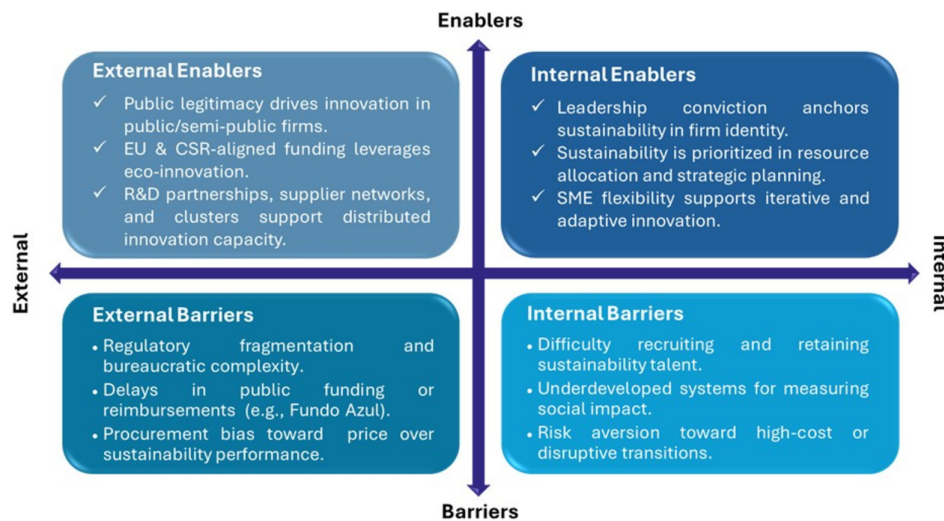 Enablers
External Enablers
✓ Public legitimacy drives innovation in
public/semi-public firms.
✓ EU & CSR-aligned funding leverages
eco-innovation.
✓ R&D partnerships, supplier networks,
and clusters support distributed
innovation capacity.
Internal Enablers
✓ Leadership conviction anchors
sustainability in firm identity.
✓ Sustainability is prioritized in resource
allocation and strategic planning.
✓ SME flexibility supports iterative and
adaptive innovation.
External
Internal
External Barriers
• Regulatory fragmentation and
bureaucratic complexity.
• Delays in public funding or
reimbursements (e.g., Fundo Azul).
• Procurement bias toward price over
sustainability performance.
Internal Barriers
• Difficulty recruiting and retaining
sustainability talent.
• Underdeveloped systems for measuring
social impact.
• Risk aversion toward high-cost or
disruptive transitions.
Barriers